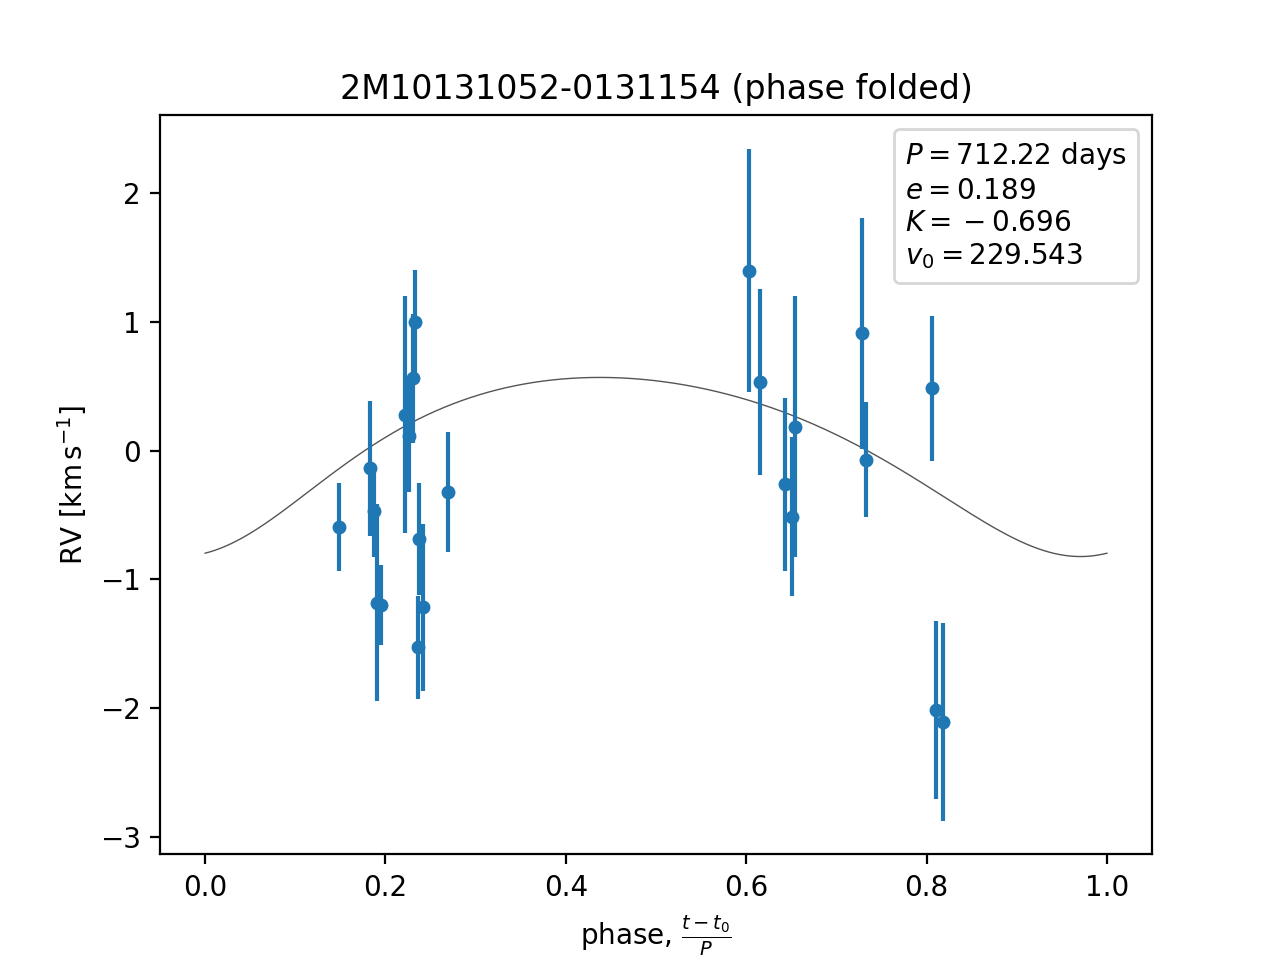 2M10131052-0131154 (phase folded)
P = 712.22 days
e = 0.189
K = −0.696
v₀ = 229.543
RV [km s⁻¹]
2
1
0
−1
−2
−3
0.0 0.2 0.4 0.6 0.8 1.0
phase, (t − t₀)/P